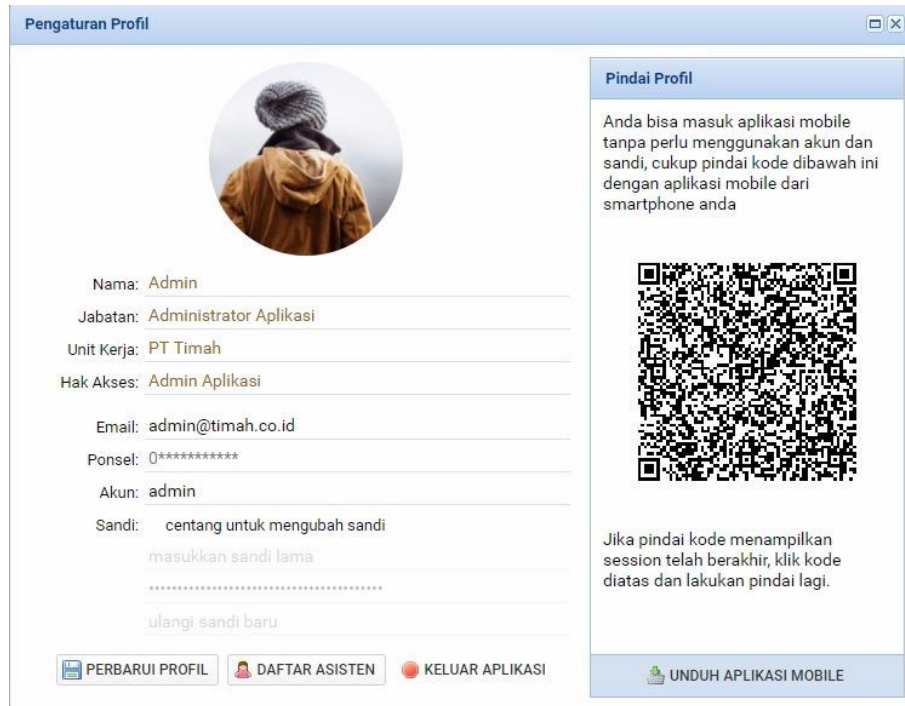 Pengaturan Profil
Nama: Admin
Jabatan: Administrator Aplikasi
Unit Kerja: PT Timah
Hak Akses: Admin Aplikasi
Email: admin@timah.co.id
Ponsel: 0***********
Akun: admin
Sandi: centang untuk mengubah sandi
masukkan sandi lama
••••••••••••••••••••••••••••••••••••••••
ulangi sandi baru
PERBARUI PROFIL
DAFTAR ASISTEN
KELUAR APLIKASI
Pindai Profil
Anda bisa masuk aplikasi mobile
tanpa perlu menggunakan akun dan
sandi, cukup pindai kode dibawah ini
dengan aplikasi mobile dari
smartphone anda
Jika pindai kode menampilkan
session telah berakhir, klik kode
diatas dan lakukan pindai lagi.
UNDUH APLIKASI MOBILE